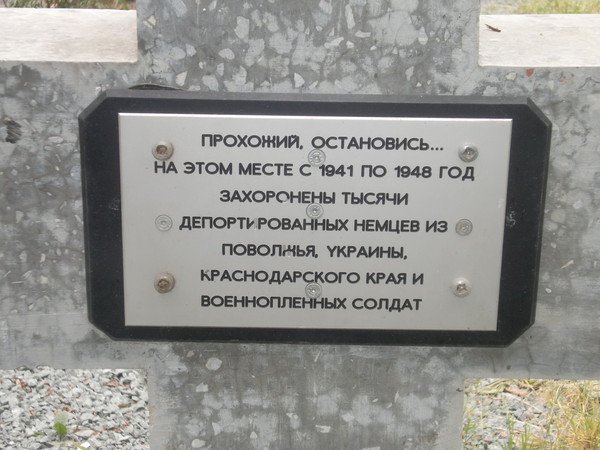 ПРОХОЖИЙ, ОСТАНОВИСЬ...
НА ЭТОМ МЕСТЕ С 1941 ПО 1948 ГОД
ЗАХОРОНЕНЫ ТЫСЯЧИ
ДЕПОРТИРОВАННЫХ НЕМЦЕВ ИЗ
ПОВОЛЖЬЯ, УКРАИНЫ,
КРАСНОДАРСКОГО КРАЯ И
ВОЕННОПЛЕННЫХ СОЛДАТ